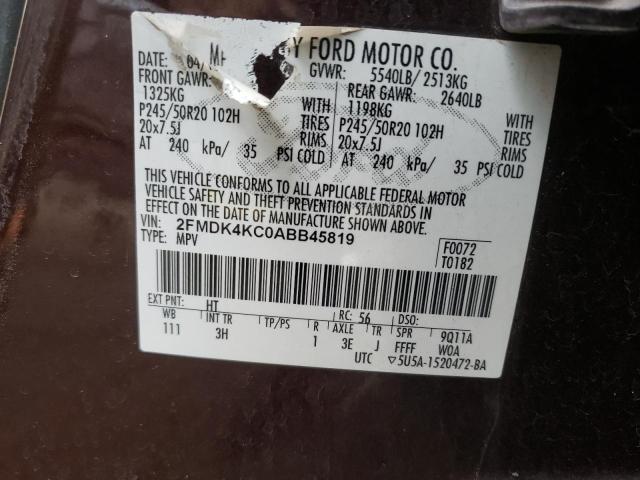 MF Y FORD MOTOR CO.
DATE: 04/
GVWR: 5540LB/ 2513KG
FRONT GAWR:
REAR GAWR: 2640LB
1325KG WITH 1198KG WITH
P245/50R20 102H TIRES P245/50R20 102H TIRES
20x7.5J RIMS 20x7.5J RIMS
AT 240 kPa/ 35 PSI COLD AT 240 kPa/ 35 PSI COLD
THIS VEHICLE CONFORMS TO ALL APPLICABLE FEDERAL MOTOR
VEHICLE SAFETY AND THEFT PREVENTION STANDARDS IN
EFFECT ON THE DATE OF MANUFACTURE SHOWN ABOVE.
VIN: 2FMDK4KC0ABB45819
TYPE: MPV
F0072
T0182
EXT PNT: HT RC: 56 DSO:
WB INT TR TP/PS R AXLE TR SPR 9Q11A
111 3H 1 3E J FFFF WOA
UTC ▽5U5A-1520472-BA